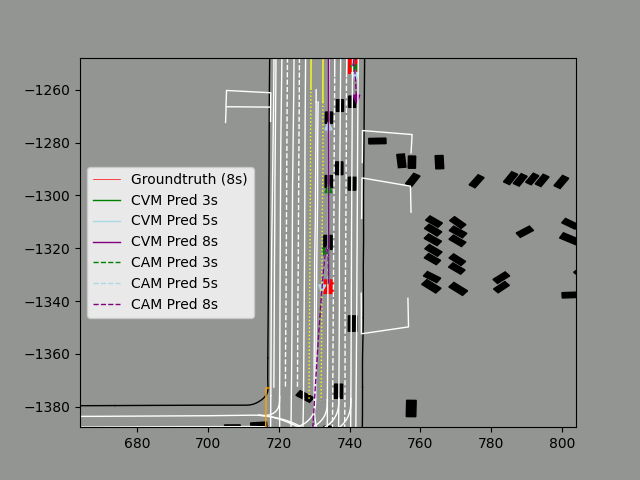 −1260
−1280
−1300
−1320
−1340
−1360
−1380
Groundtruth (8s)
CVM Pred 3s
CVM Pred 5s
CVM Pred 8s
CAM Pred 3s
CAM Pred 5s
CAM Pred 8s
680 700 720 740 760 780 800